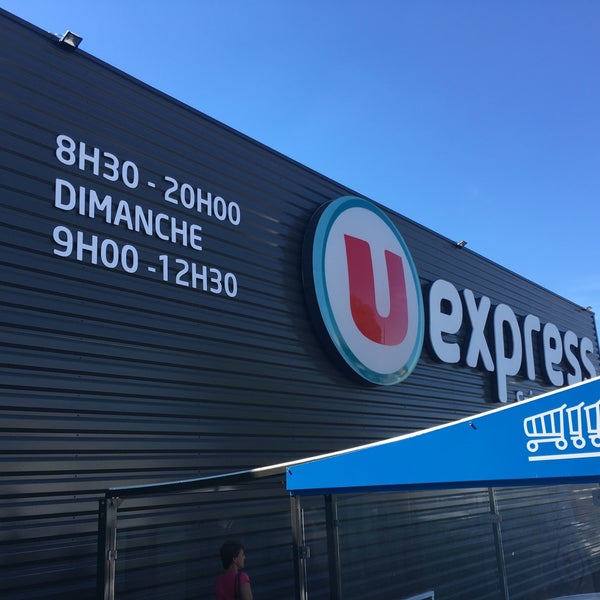 8H30 - 20H00
DIMANCHE
9H00 -12H30
U express